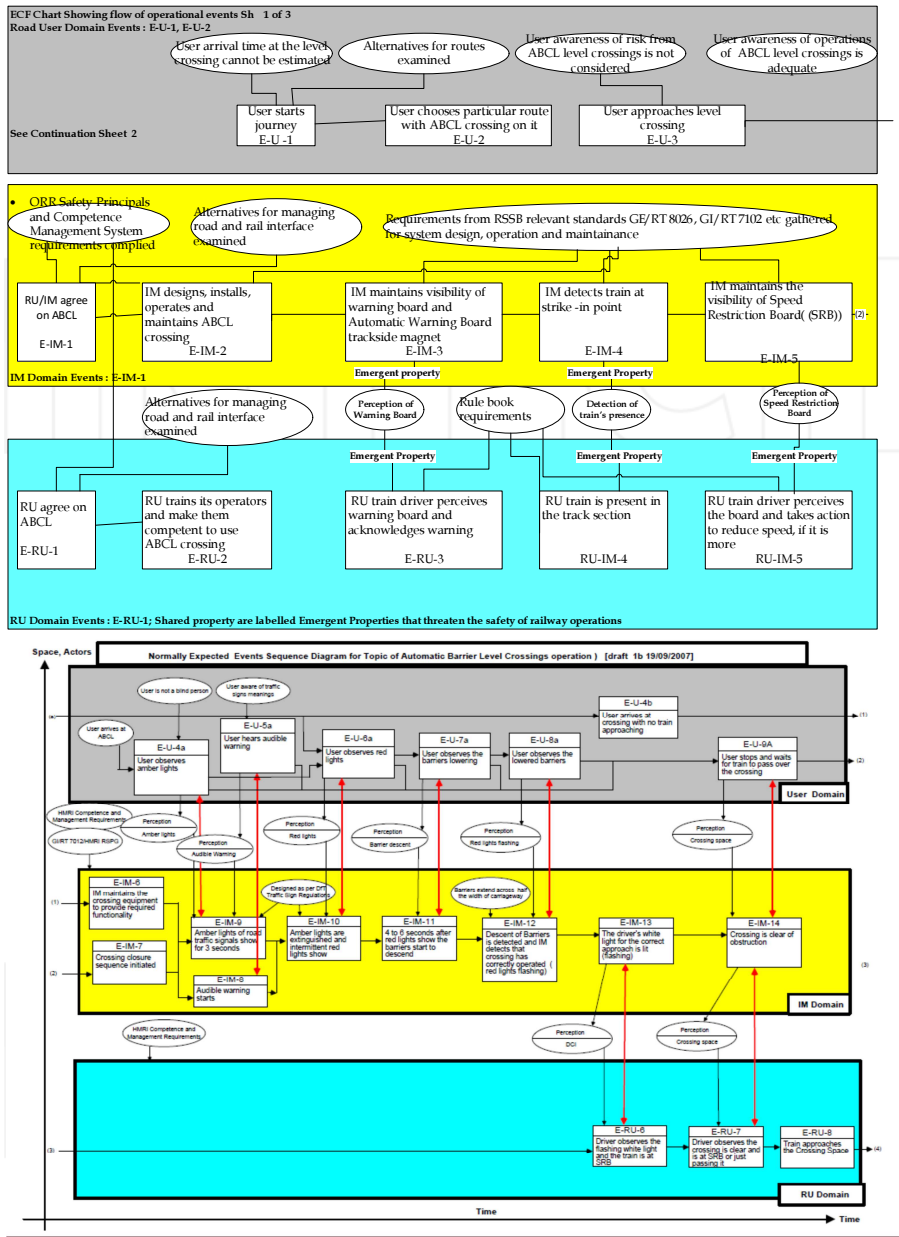 ECF Chart Showing flow of operational events Sh 1 of 3
Road User Domain Events : E-U-1, E-U-2
User arrival time at the level
crossing cannot be estimated
Alternatives for routes
examined
User awareness of risk from
ABCL level crossings is not
considered
User awareness of operations
of ABCL level crossings is
adequate
User starts
journey
E-U -1
User chooses particular route
with ABCL crossing on it
E-U-2
User approaches level
crossing
E-U-3
See Continuation Sheet 2
• ORR Safety Principals
and Competence
Management System
requirements complied
Alternatives for managing
road and rail interface
examined
Requirements from RSSB relevant standards GE/RT 8026, GI/RT 7102 etc gathered
for system design, operation and maintainance
RU/IM agree
on ABCL
E-IM-1
IM designs, installs,
operates and
maintains ABCL
crossing
E-IM-2
IM maintains visibility of
warning board and
Automatic Warning Board
trackside magnet
E-IM-3
IM detects train at
strike -in point
E-IM-4
IM maintains the
visibility of Speed
Restriction Board( (SRB))
E-IM-5
(2)
IM Domain Events : E-IM-1
Emergent property
Emergent property
Alternatives for managing
road and rail interface
examined
Perception of
Warning Board
Rule book
requirements
Detection of
train's presence
Perception of
Speed Restriction
Board
Emergent Property
Emergent Property
Emergent Property
RU agree on
ABCL
E-RU-1
RU trains its operators
and make them
competent to use
ABCL crossing
E-RU-2
RU train driver perceives
warning board and
acknowledges warning
E-RU-3
RU train is present in
the track section
RU-IM-4
RU train driver perceives
the board and takes action
to reduce speed, if it is
more
RU-IM-5
RU Domain Events : E-RU-1; Shared property are labelled Emergent Properties that threaten the safety of railway operations
Space, Actors
Normally Expected Events Sequence Diagram for Topic of Automatic Barrier Level Crossings operation ) [draft 1b 19/09/2007]
User is not a blind person
User aware of traffic
signs meanings
E-U-4b
User arrives at
crossing with no train
approaching
(1)
User arrives at
ABCL
E-U-4a
User observes
amber lights
E-U-5a
User hears audible
warning
E-U-6a
User observes red
lights
E-U-7a
User observes the
barriers lowering
E-U-8a
User observes the
lowered barriers
E-U-9A
User stops and waits
for train to pass over
the crossing
(2)
User Domain
HMRI Competence and
Management Requirements
GI/RT 7012/HMRI RSPG
Perception
Amber lights
Perception
Audible Warning
Perception
Red lights
Perception
Barrier descent
Perception
Red lights flashing
Perception
Crossing space
Designed as per DfT
Traffic Sign Regulations
Barriers extend across half
the width of carriageway
(1)
E-IM-6
IM maintains the
crossing equipment
to provide required
functionality
(2)
E-IM-7
Crossing closure
sequence initiated
E-IM-9
Amber lights of road
traffic signals show
for 3 seconds
E-IM-8
Audible warning
starts
E-IM-10
Amber lights are
extinguished and
intermittent red
lights show
E-IM-11
4 to 6 seconds after
red lights show the
barriers start to
descend
E-IM-12
Descent of Barriers
is detected and IM
detects that
crossing has
correctly operated (
red lights flashing)
E-IM-13
The driver's white
light for the correct
approach is lit
(flashing)
E-IM-14
Crossing is clear of
obstruction
(3)
IM Domain
HMRI Competence and
Management Requirements
Perception
DCI
Perception
Crossing space
(3)
E-RU-6
Driver observes the
flashing white light
and the train is at
SRB
E-RU-7
Driver observes the
crossing is clear and
is at SRB or just
passing it
E-RU-8
Train approaches
the Crossing Space
(4)
RU Domain
Time
Time